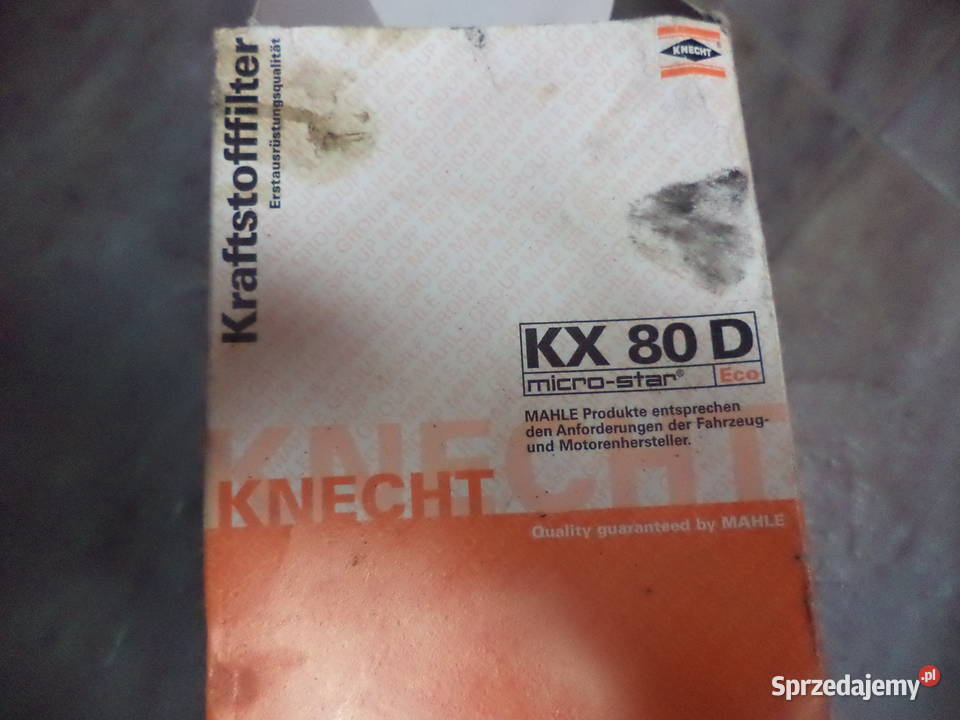 Kraftstofffilter
Erstausrüstungsqualität
KNECHT®
KX 80 D
micro-star® Eco
MAHLE Produkte entsprechen
den Anforderungen der Fahrzeug-
und Motorenhersteller.
KNECHT
KNECHT
Quality guaranteed by MAHLE
Sprzedajemy.pl